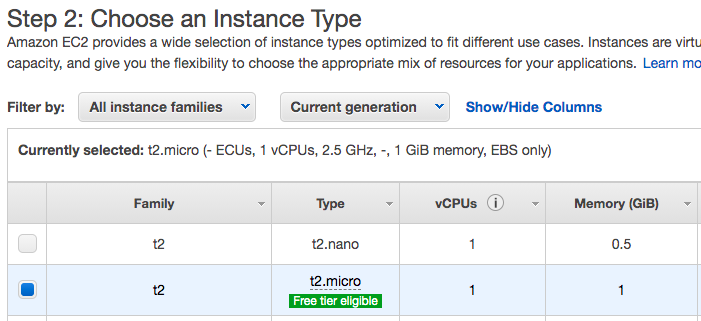 Step 2: Choose an Instance Type
Amazon EC2 provides a wide selection of instance types optimized to fit different use cases. Instances are virtu
capacity, and give you the flexibility to choose the appropriate mix of resources for your applications. Learn mo
Filter by: All instance families Current generation Show/Hide Columns
Currently selected: t2.micro (- ECUs, 1 vCPUs, 2.5 GHz, -, 1 GiB memory, EBS only)
Family Type vCPUs i Memory (GiB)
t2 t2.nano 1 0.5
t2 t2.micro 1 1
Free tier eligible